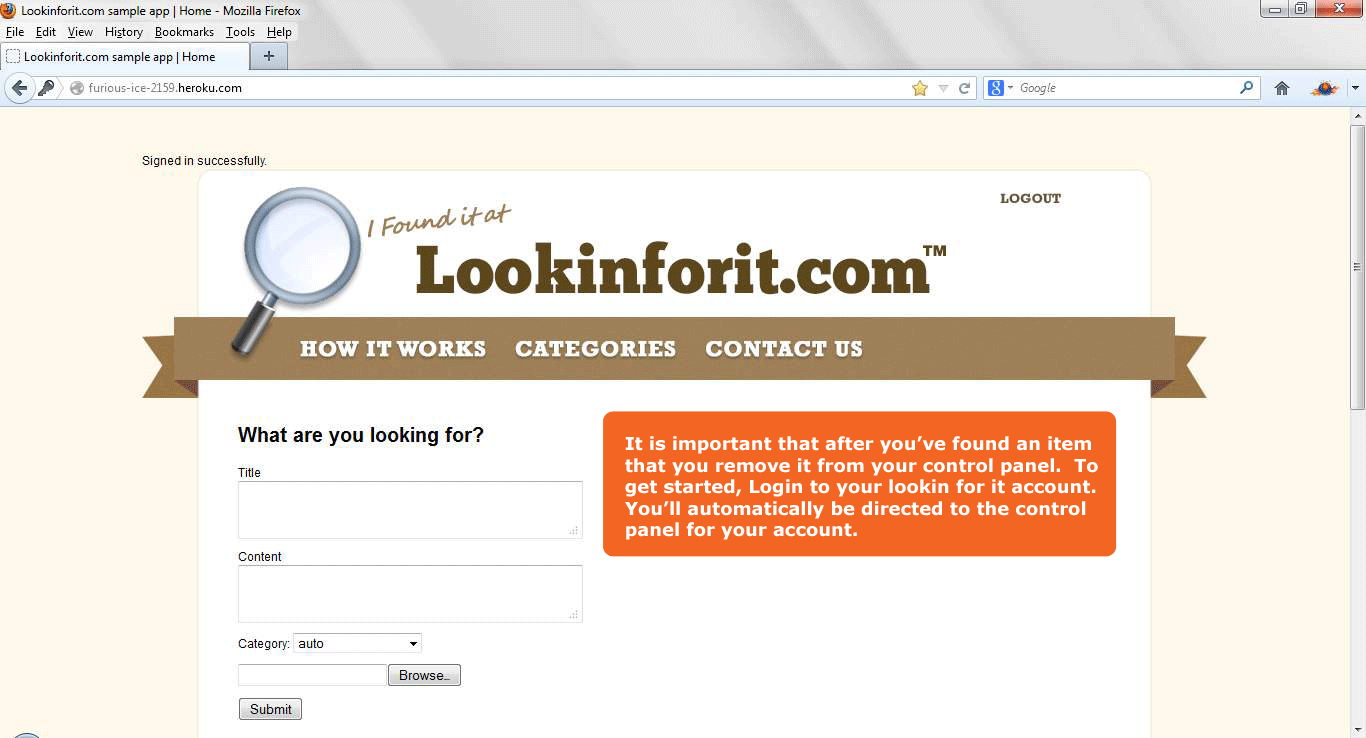 Lookinforit.com sample app | Home - Mozilla Firefox
File Edit View History Bookmarks Tools Help
Lookinforit.com sample app | Home
furious-ice-2159.heroku.com
Google
Signed in successfully.
LOGOUT
I Found it at
Lookinforit.com™
HOW IT WORKS CATEGORIES CONTACT US
What are you looking for?
It is important that after you’ve found an item
that you remove it from your control panel. To
get started, Login to your lookin for it account.
You’ll automatically be directed to the control
panel for your account.
Title
Content
Category: auto
Browse...
Submit